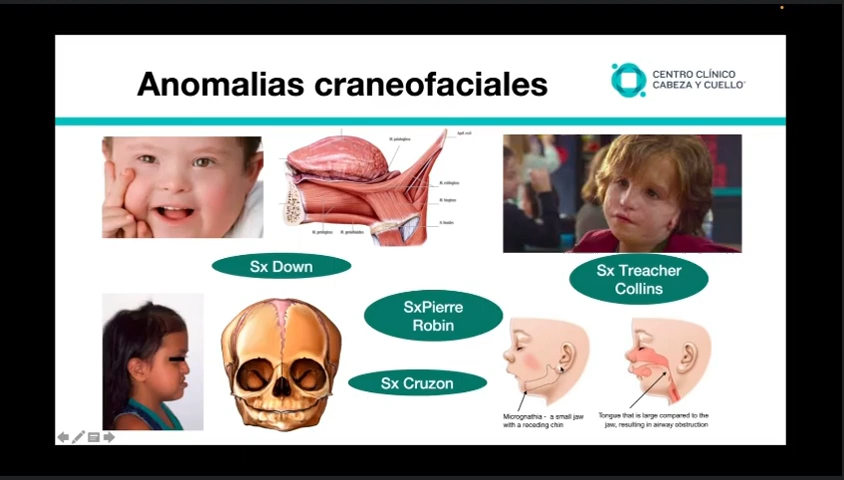 Anomalias craneofaciales
CENTRO CLÍNICO
CABEZA Y CUELLO
Sx Down
Sx Treacher
Collins
SxPierre
Robin
Sx Cruzon
Micrognathia - a small jaw
with a receding chin
Tongue that is large compared to the
jaw, resulting in airway obstruction